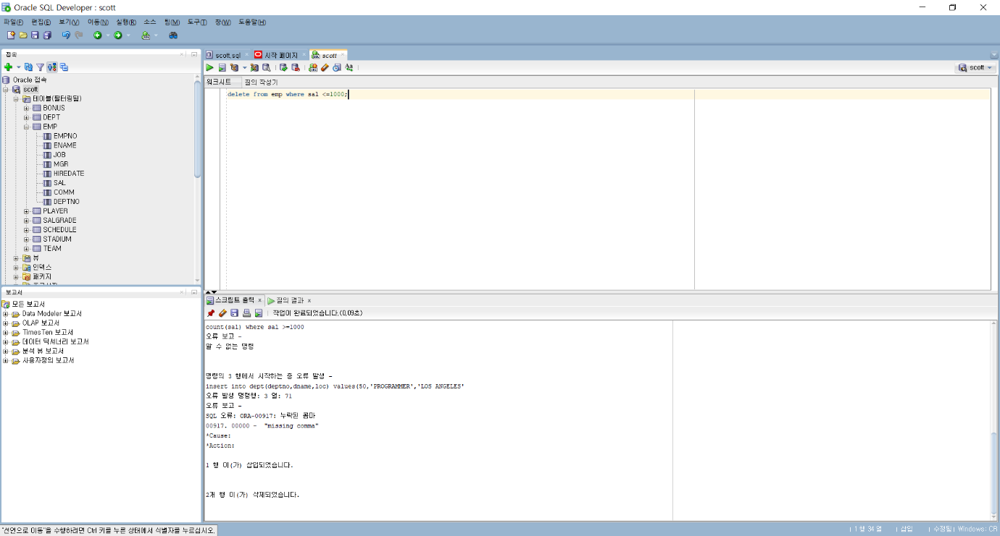 Oracle SQL Developer : scott
파일(F) 편집(E) 보기(V) 이동(N) 실행(R) 소스 팀(M) 도구(T) 창(W) 도움말(H)
접속
Oracle 접속
scott
테이블(필터링됨)
BONUS
DEPT
EMP
EMPNO
ENAME
JOB
MGR
HIREDATE
SAL
COMM
DEPTNO
PLAYER
SALGRADE
SCHEDULE
STADIUM
TEAM
뷰
인덱스
패키지
보고서
모든 보고서
Data Modeler 보고서
OLAP 보고서
TimesTen 보고서
데이터 딕셔너리 보고서
분석 뷰 보고서
사용자정의 보고서
scott.sql 시작 페이지 scott
scott
워크시트 질의 작성기
delete from emp where sal <=1000;
스크립트 출력 x 질의 결과 x
작업이 완료되었습니다.(0.09초)
count(sal) where sal >=1000
오류 보고 -
알 수 없는 명령
명령의 3 행에서 시작하는 중 오류 발생 -
insert into dept(deptno,dname,loc) values(50,'PROGRAMMER','LOS ANGELES'
오류 발생 명령행: 3 열: 71
오류 보고 -
SQL 오류: ORA-00917: 누락된 콤마
00917. 00000 - "missing comma"
*Cause:
*Action:
1 행 이(가) 삽입되었습니다.
2개 행 이(가) 삭제되었습니다.
"선언으로 이동"을 수행하려면 Ctrl 키를 누른 상태에서 식별자를 누르십시오.
1 행 34 열 삽입 수정됨 Windows: CR